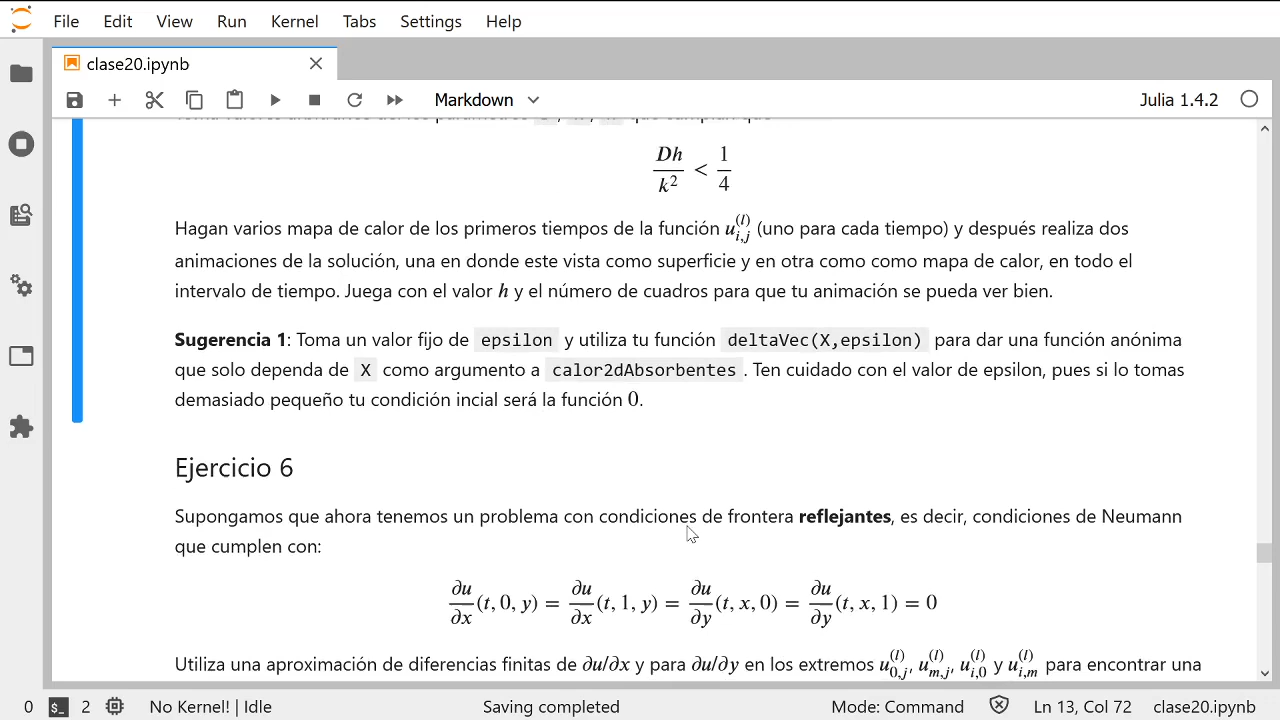 File Edit View Run Kernel Tabs Settings Help
clase20.ipynb
Markdown Julia 1.4.2
Dh/k² < 1/4
Hagan varios mapa de calor de los primeros tiempos de la función u_{i,j}^{(l)} (uno para cada tiempo) y después realiza dos
animaciones de la solución, una en donde este vista como superficie y en otra como como mapa de calor, en todo el
intervalo de tiempo. Juega con el valor h y el número de cuadros para que tu animación se pueda ver bien.
Sugerencia 1: Toma un valor fijo de epsilon y utiliza tu función deltaVec(X,epsilon) para dar una función anónima
que solo dependa de X como argumento a calor2dAbsorbentes. Ten cuidado con el valor de epsilon, pues si lo tomas
demasiado pequeño tu condición incial será la función 0.
Ejercicio 6
Supongamos que ahora tenemos un problema con condiciones de frontera reflejantes, es decir, condiciones de Neumann
que cumplen con:
∂u/∂x (t, 0, y) = ∂u/∂x (t, 1, y) = ∂u/∂y (t, x, 0) = ∂u/∂y (t, x, 1) = 0
Utiliza una aproximación de diferencias finitas de ∂u/∂x y para ∂u/∂y en los extremos u_{0,j}^{(l)}, u_{m,j}^{(l)}, u_{i,0}^{(l)} y u_{i,m}^{(l)} para encontrar una
0 2 No Kernel! | Idle Saving completed Mode: Command Ln 13, Col 72 clase20.ipynb